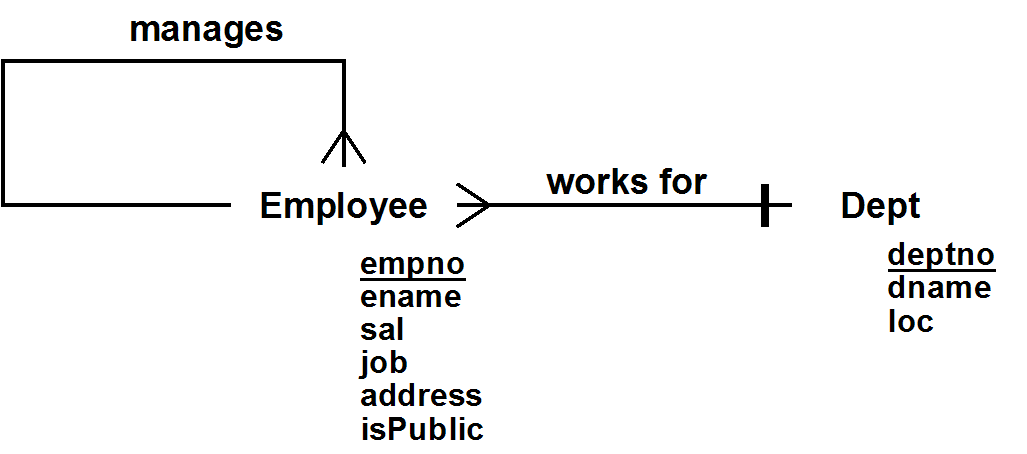 manages
works for
Employee
Dept
empno
ename
sal
job
address
isPublic
deptno
dname
loc